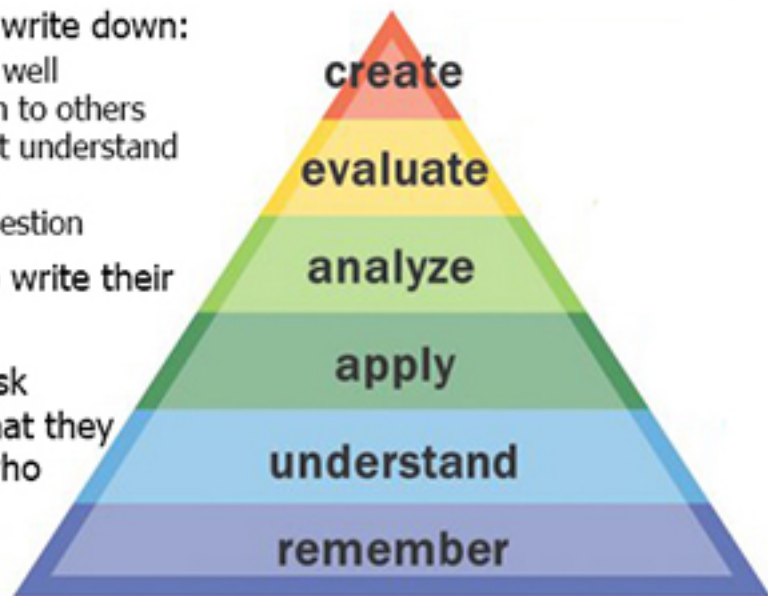 write down:
well
to others
understand
estion
write their
sk
at they
ho
create
evaluate
analyze
apply
understand
remember